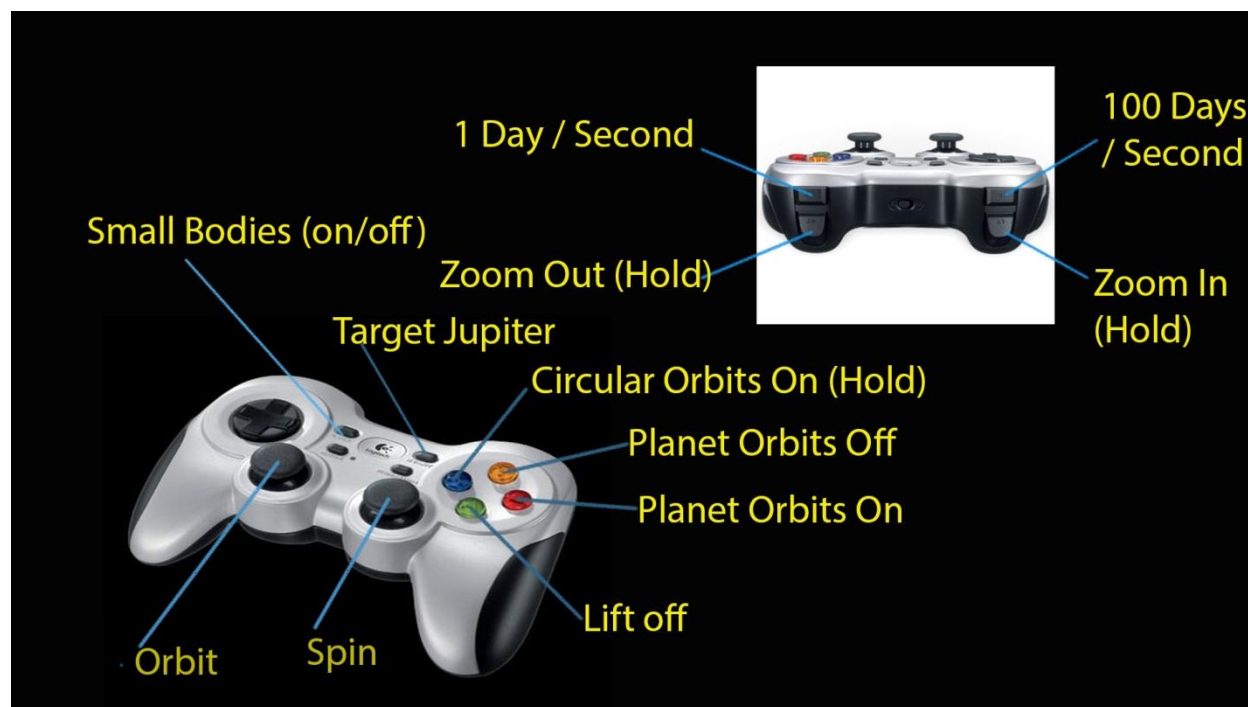 1 Day / Second
100 Days
/ Second
Small Bodies (on/off)
Zoom Out (Hold)
Zoom In
(Hold)
Target Jupiter
Circular Orbits On (Hold)
Planet Orbits Off
Planet Orbits On
Lift off
Orbit
Spin